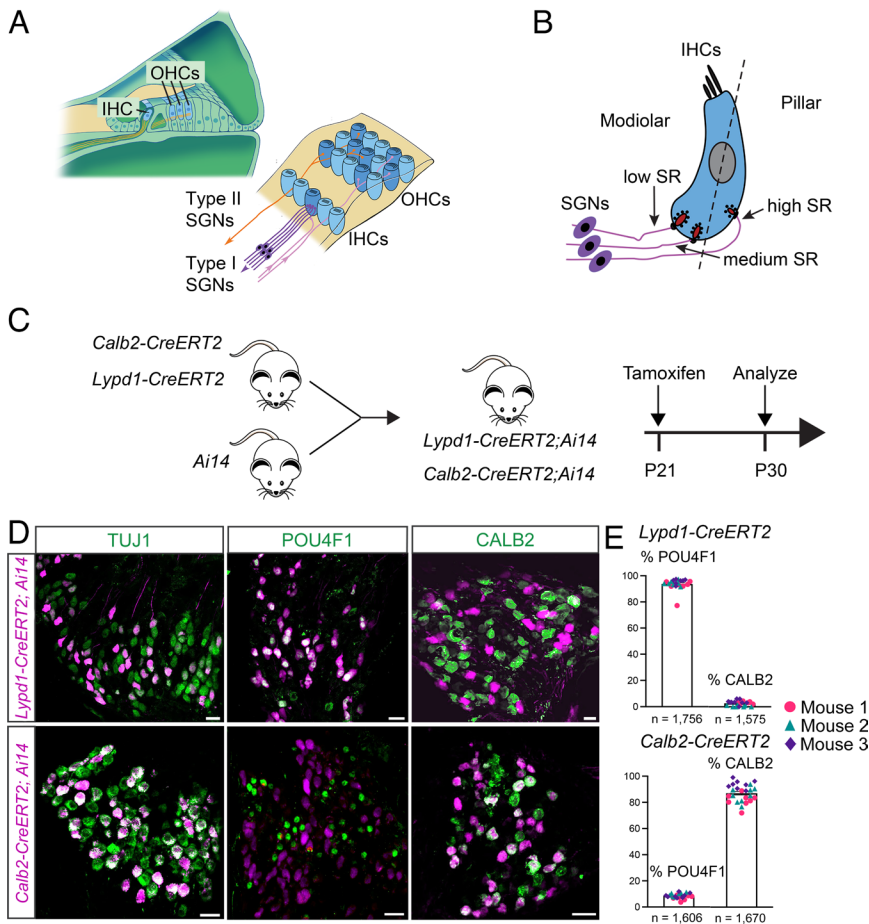 A
OHCs
IHC
Type II
SGNs
Type I
SGNs
OHCs
IHCs
B
IHCs
Modiolar
Pillar
low SR
SGNs
high SR
medium SR
C
Calb2-CreERT2
Lypd1-CreERT2
Ai14
Lypd1-CreERT2;Ai14
Calb2-CreERT2;Ai14
Tamoxifen
Analyze
P21
P30
D
TUJ1
POU4F1
CALB2
Lypd1-CreERT2; Ai14
Calb2-CreERT2; Ai14
E
Lypd1-CreERT2
% POU4F1
100
80
60
40
20
0
% CALB2
n = 1,756
n = 1,575
Mouse 1
Mouse 2
Mouse 3
Calb2-CreERT2
% CALB2
100
80
60
40
20
0
% POU4F1
n = 1,606
n = 1,670